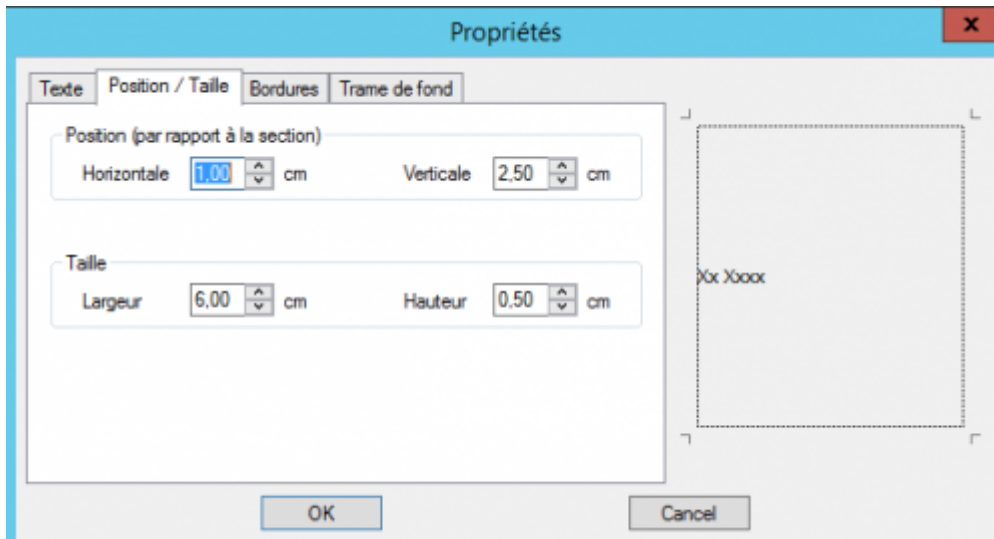 Propriétés
x
Texte Position / Taille Bordures Trame de fond
Position (par rapport à la section)
Horizontale 1,00 cm Verticale 2,50 cm
Xx Xxxx
Taille
Largeur 6,00 cm Hauteur 0,50 cm
OK Cancel